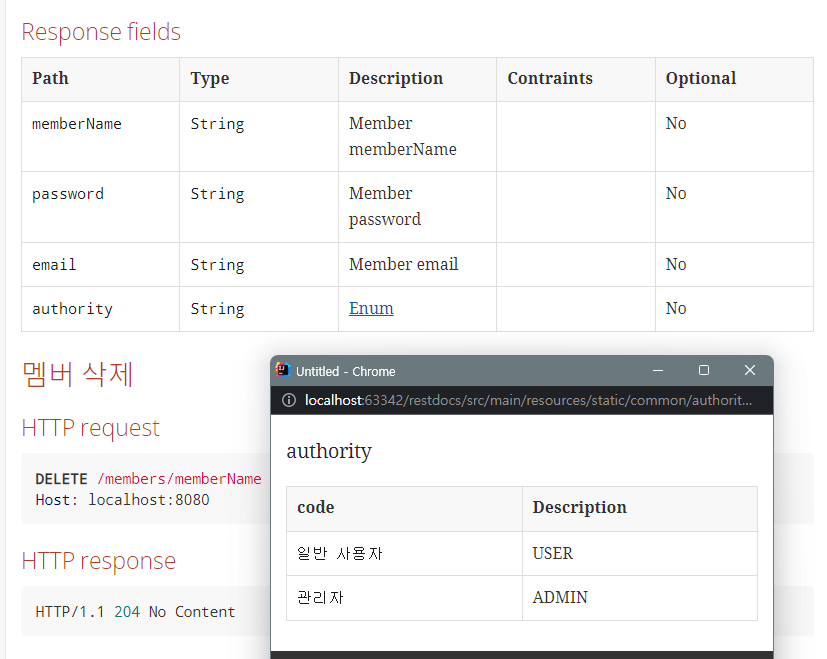 Response fields
Path Type Description Contraints Optional
memberName String Member memberName No
password String Member password No
email String Member email No
authority String Enum No
멤버 삭제
HTTP request
DELETE /members/memberName
Host: localhost:8080
HTTP response
HTTP/1.1 204 No Content
Untitled - Chrome
localhost:63342/restdocs/src/main/resources/static/common/authorit...
authority
code Description
일반 사용자 USER
관리자 ADMIN